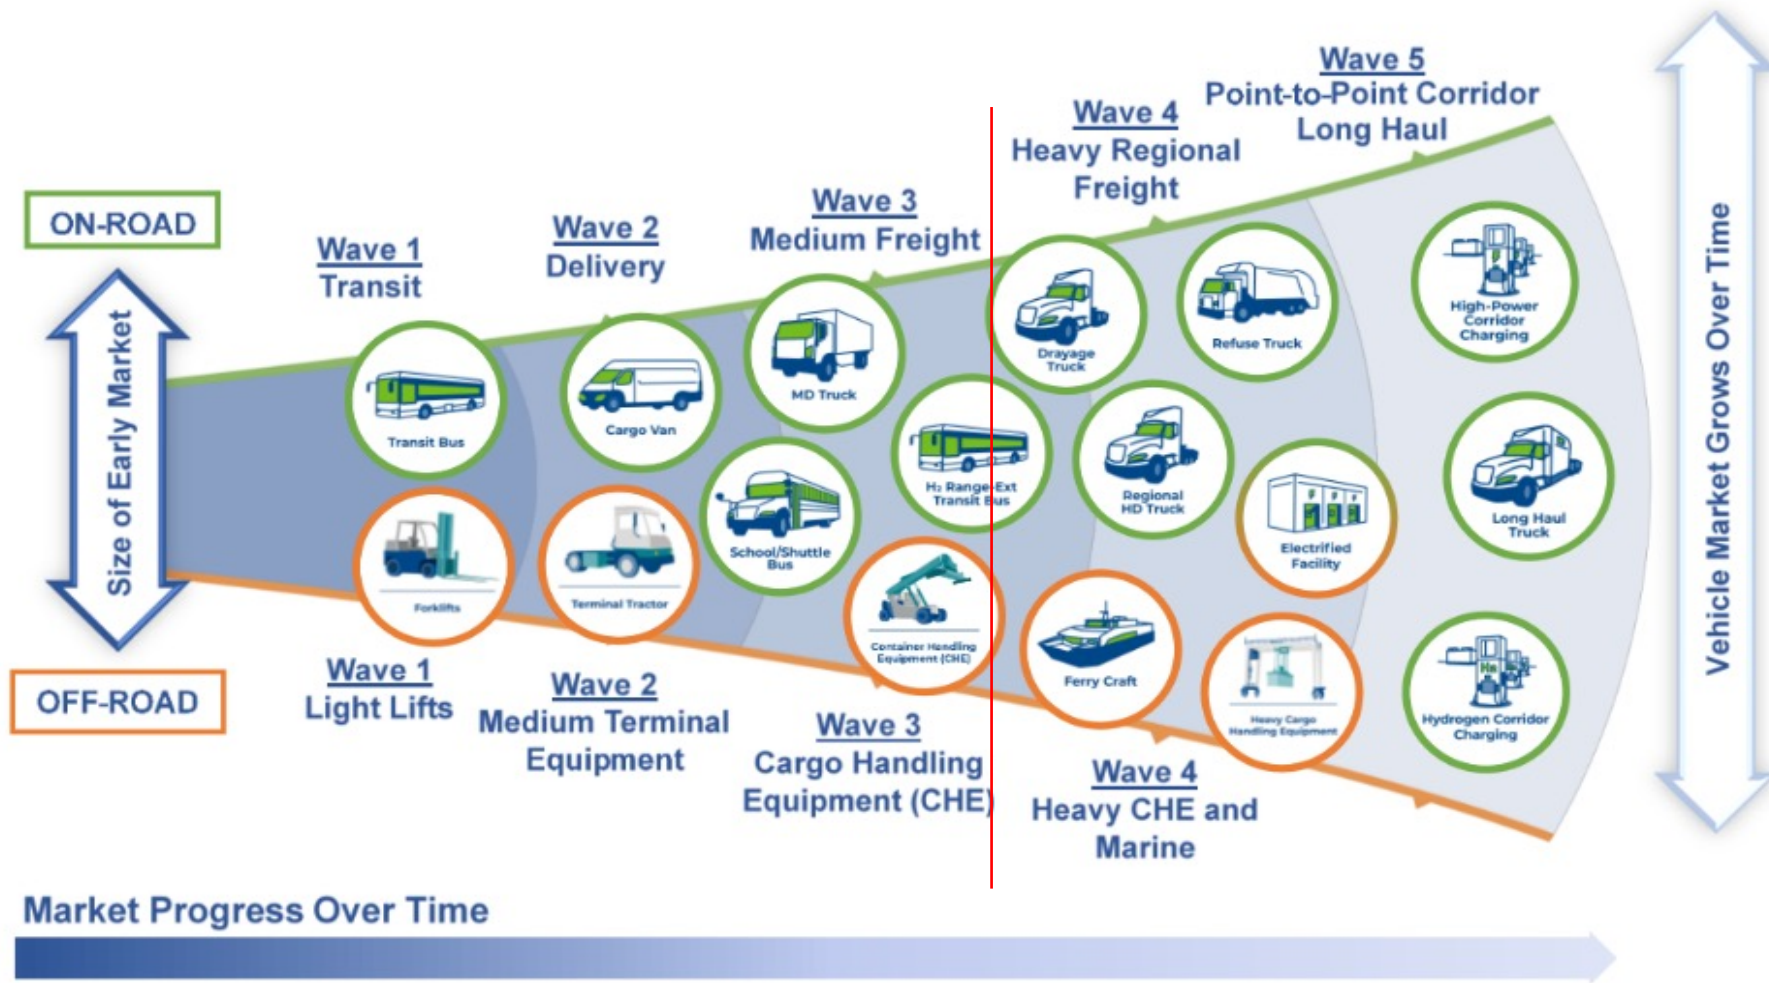 Wave 5
Point-to-Point Corridor
Long Haul
Wave 4
Heavy Regional
Freight
Wave 3
Medium Freight
Wave 2
Delivery
Wave 1
Transit
ON-ROAD
Size of Early Market
OFF-ROAD
Vehicle Market Grows Over Time
Transit Bus
Cargo Van
MD Truck
Drayage
Truck
Refuse Truck
High-Power
Corridor
Charging
School/Shuttle
Bus
H₂ Range-Ext
Transit Bus
Regional
HD Truck
Electrified
Facility
Long Haul
Truck
Forklifts
Terminal Tractor
Container Handling
Equipment (CHE)
Ferry Craft
Heavy Cargo
Handling Equipment
H₂
Hydrogen Corridor
Charging
Wave 1
Light Lifts
Wave 2
Medium Terminal
Equipment
Wave 3
Cargo Handling
Equipment (CHE)
Wave 4
Heavy CHE and
Marine
Market Progress Over Time